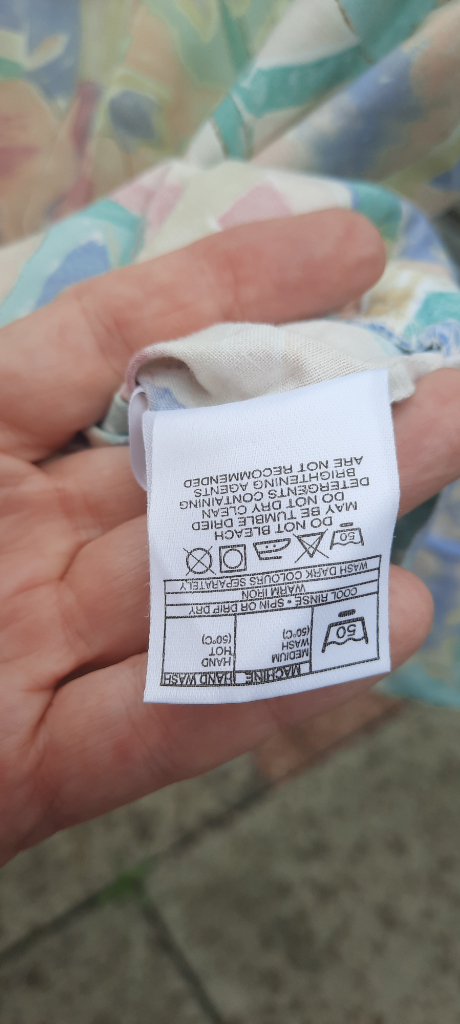 MACHINE HAND WASH
50 MEDIUM WASH (50°C) HAND HOT (50°C)
COOL RINSE • SPIN OR DRIP DRY
WARM IRON
WASH DARK COLOURS SEPARATELY
50
DO NOT BLEACH
MAY BE TUMBLE DRIED
DO NOT DRY CLEAN
DETERGENTS CONTAINING
BRIGHTENING AGENTS
ARE NOT RECOMMENDED